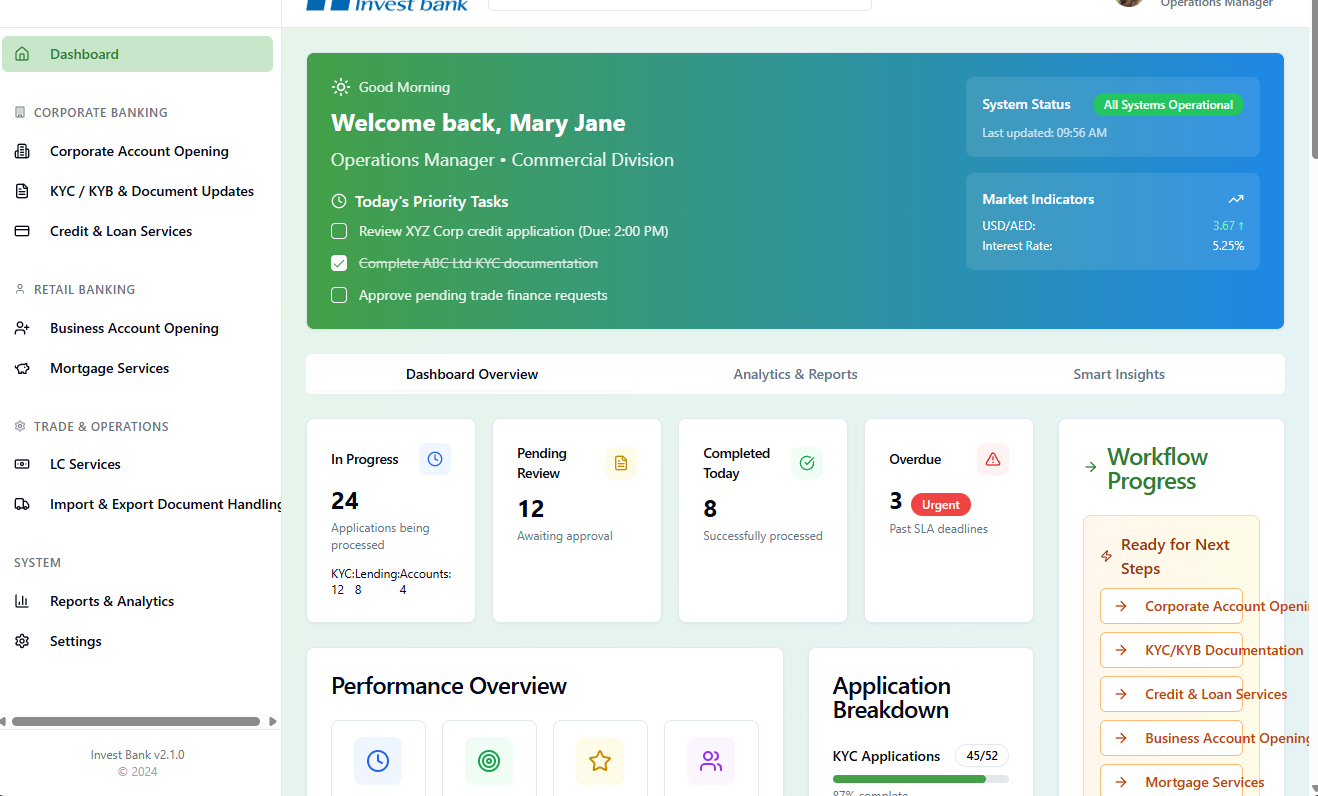 Invest bank
Operations Manager
Dashboard
CORPORATE BANKING
Corporate Account Opening
KYC / KYB & Document Updates
Credit & Loan Services
RETAIL BANKING
Business Account Opening
Mortgage Services
TRADE & OPERATIONS
LC Services
Import & Export Document Handling
SYSTEM
Reports & Analytics
Settings
Invest Bank v2.1.0
© 2024
Good Morning
Welcome back, Mary Jane
Operations Manager • Commercial Division
Today's Priority Tasks
Review XYZ Corp credit application (Due: 2:00 PM)
Complete ABC Ltd KYC documentation
Approve pending trade finance requests
System Status All Systems Operational
Last updated: 09:56 AM
Market Indicators
USD/AED: 3.67 ↑
Interest Rate: 5.25%
Dashboard Overview Analytics & Reports Smart Insights
In Progress
24
Applications being
processed
KYC:Lending:Accounts:
12 8 4
Pending
Review
12
Awaiting approval
Completed
Today
8
Successfully processed
Overdue
3 Urgent
Past SLA deadlines
Workflow
Progress
Ready for Next
Steps
Corporate Account Openi
KYC/KYB Documentation
Credit & Loan Services
Business Account Opening
Mortgage Services
Performance Overview
Application
Breakdown
KYC Applications 45/52
87% complete